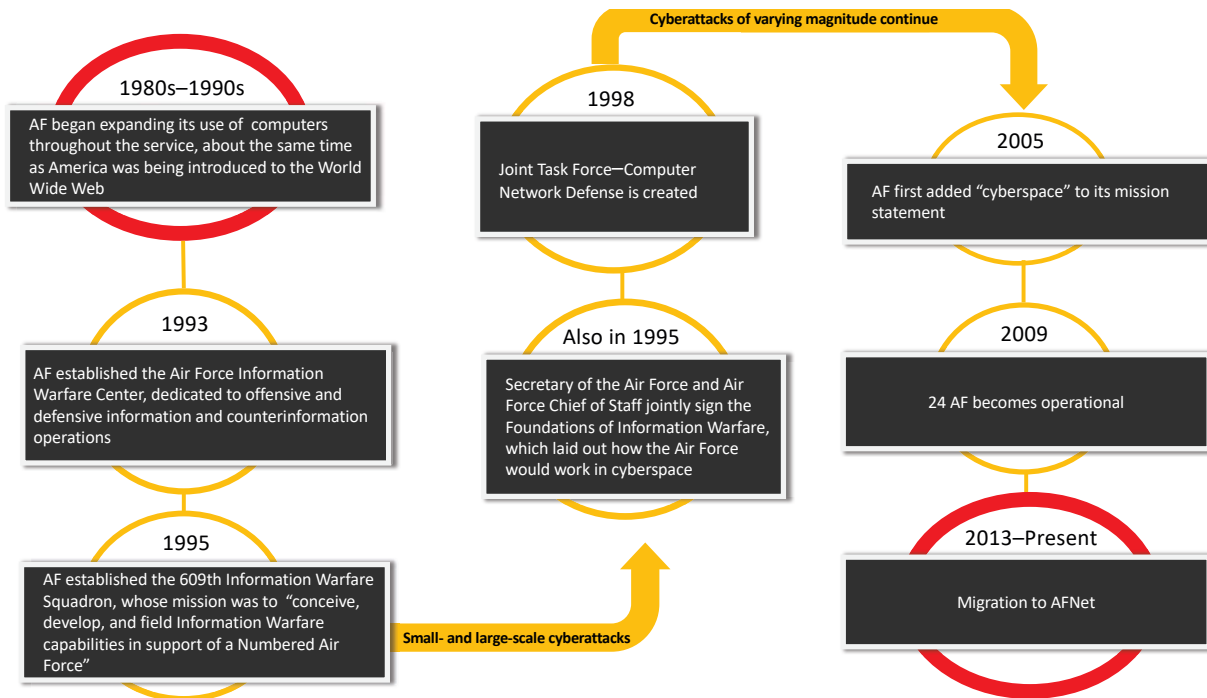 1980s–1990s
AF began expanding its use of computers
throughout the service, about the same time
as America was being introduced to the World
Wide Web
1993
AF established the Air Force Information
Warfare Center, dedicated to offensive and
defensive information and counterinformation
operations
1995
AF established the 609th Information Warfare
Squadron, whose mission was to “conceive,
develop, and field Information Warfare
capabilities in support of a Numbered Air
Force”
Small- and large-scale cyberattacks
Also in 1995
Secretary of the Air Force and Air
Force Chief of Staff jointly sign the
Foundations of Information Warfare,
which laid out how the Air Force
would work in cyberspace
1998
Joint Task Force—Computer
Network Defense is created
Cyberattacks of varying magnitude continue
2005
AF first added “cyberspace” to its mission
statement
2009
24 AF becomes operational
2013–Present
Migration to AFNet